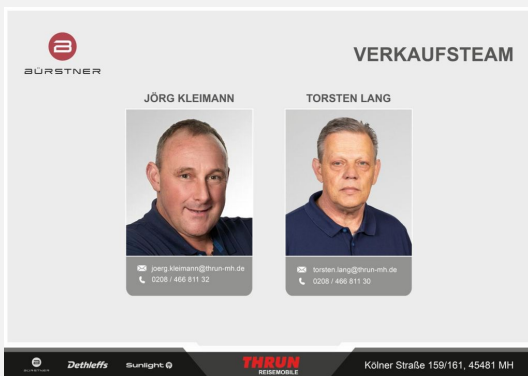 BÜRSTNER
VERKAUFSTEAM
JÖRG KLEIMANN
TORSTEN LANG
joerg.kleimann@thrun-mh.de
0208 / 466 811 32
torsten.lang@thrun-mh.de
0208 / 466 811 30
BÜRSTNER
Dethleffs
Sunlight
THRUN
REISEMOBILE
Kölner Straße 159/161, 45481 MH